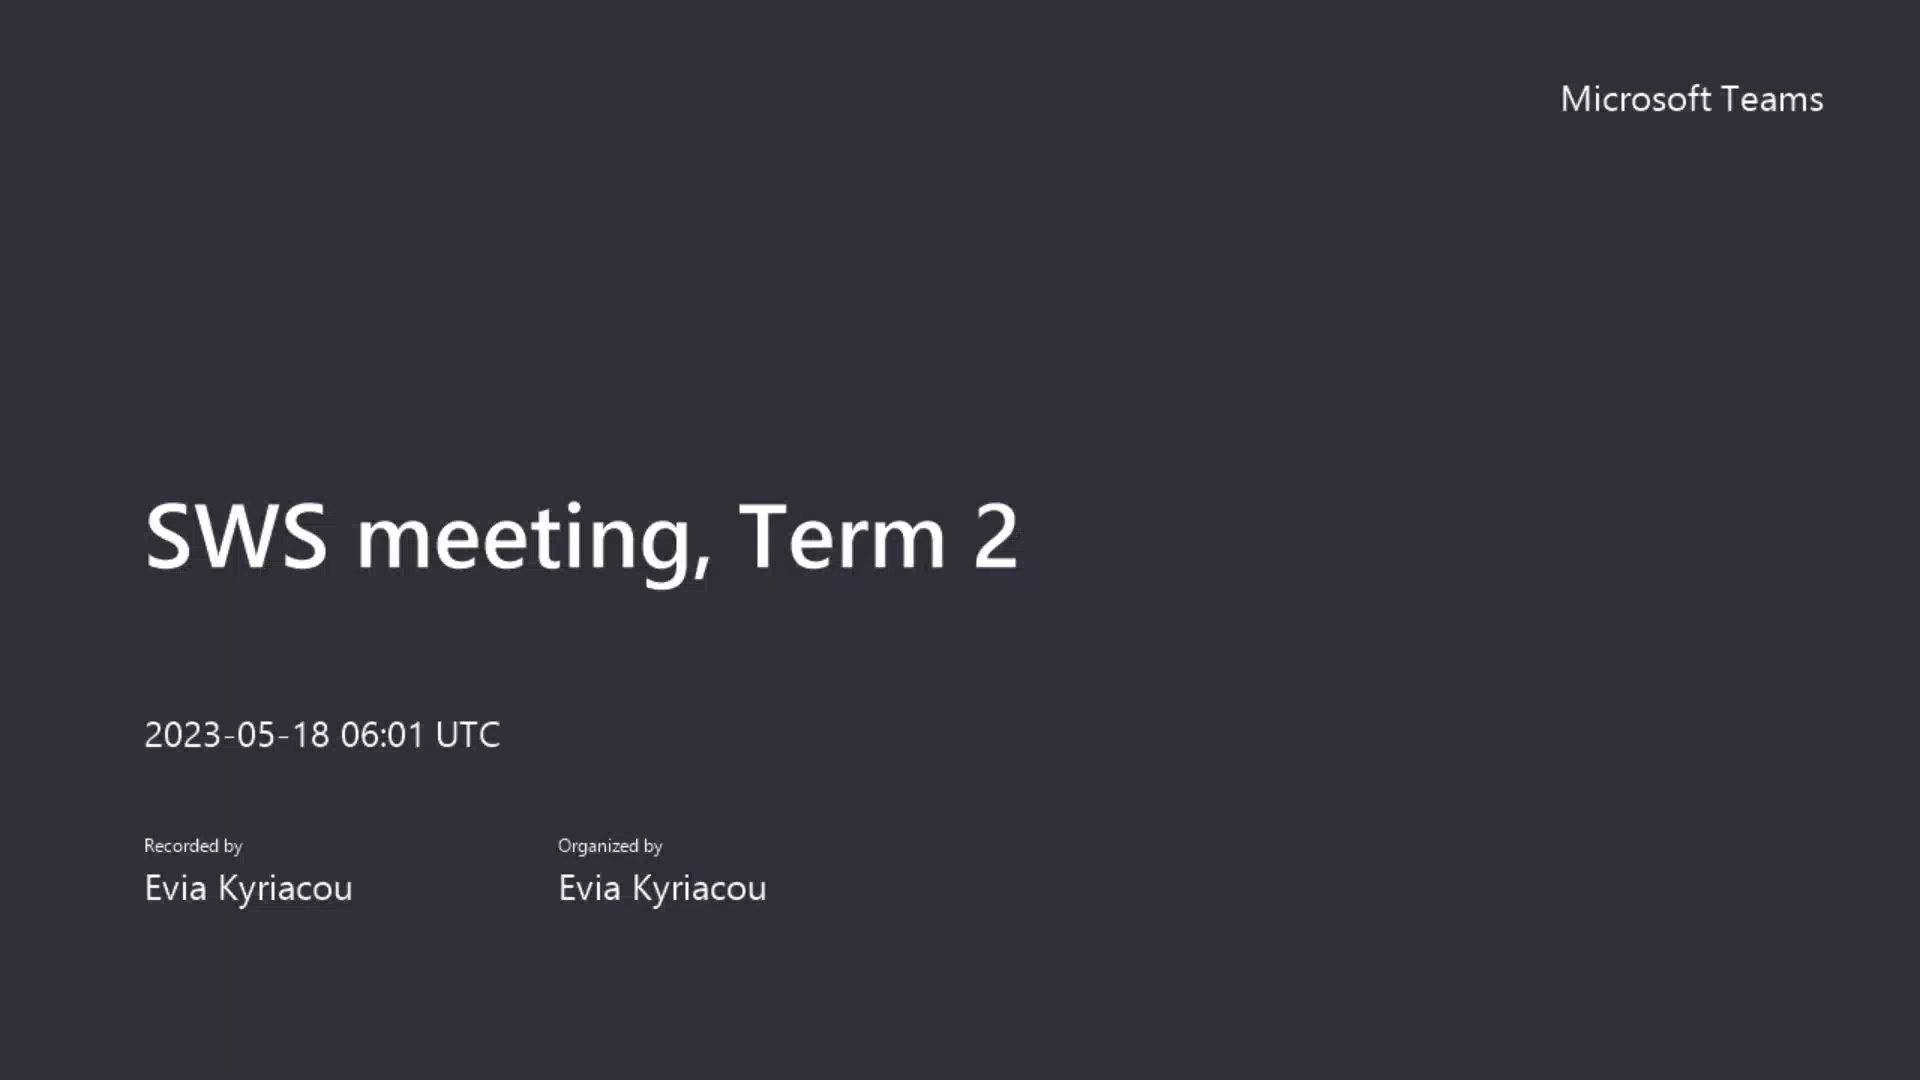 Microsoft Teams
SWS meeting, Term 2
2023-05-18 06:01 UTC
Recorded by
Evia Kyriacou
Organized by
Evia Kyriacou